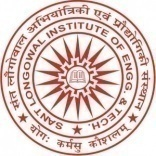 संत लौंगोवाल अभियांत्रिकी एवं प्रौद्योगिकी संस्थान
SANT LONGOWAL INSTITUTE OF ENGG & TECH.
योगः कर्मसु कौशलम्